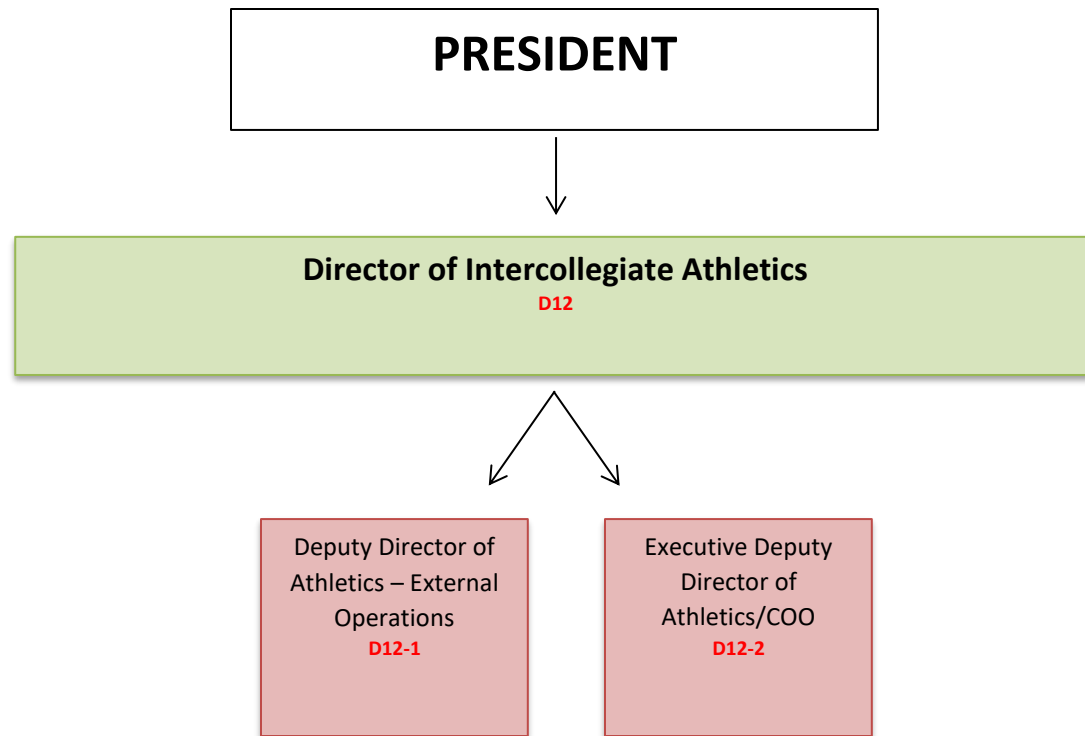 PRESIDENT
Director of Intercollegiate Athletics
D12
Deputy Director of
Athletics – External
Operations
D12-1
Executive Deputy
Director of
Athletics/COO
D12-2